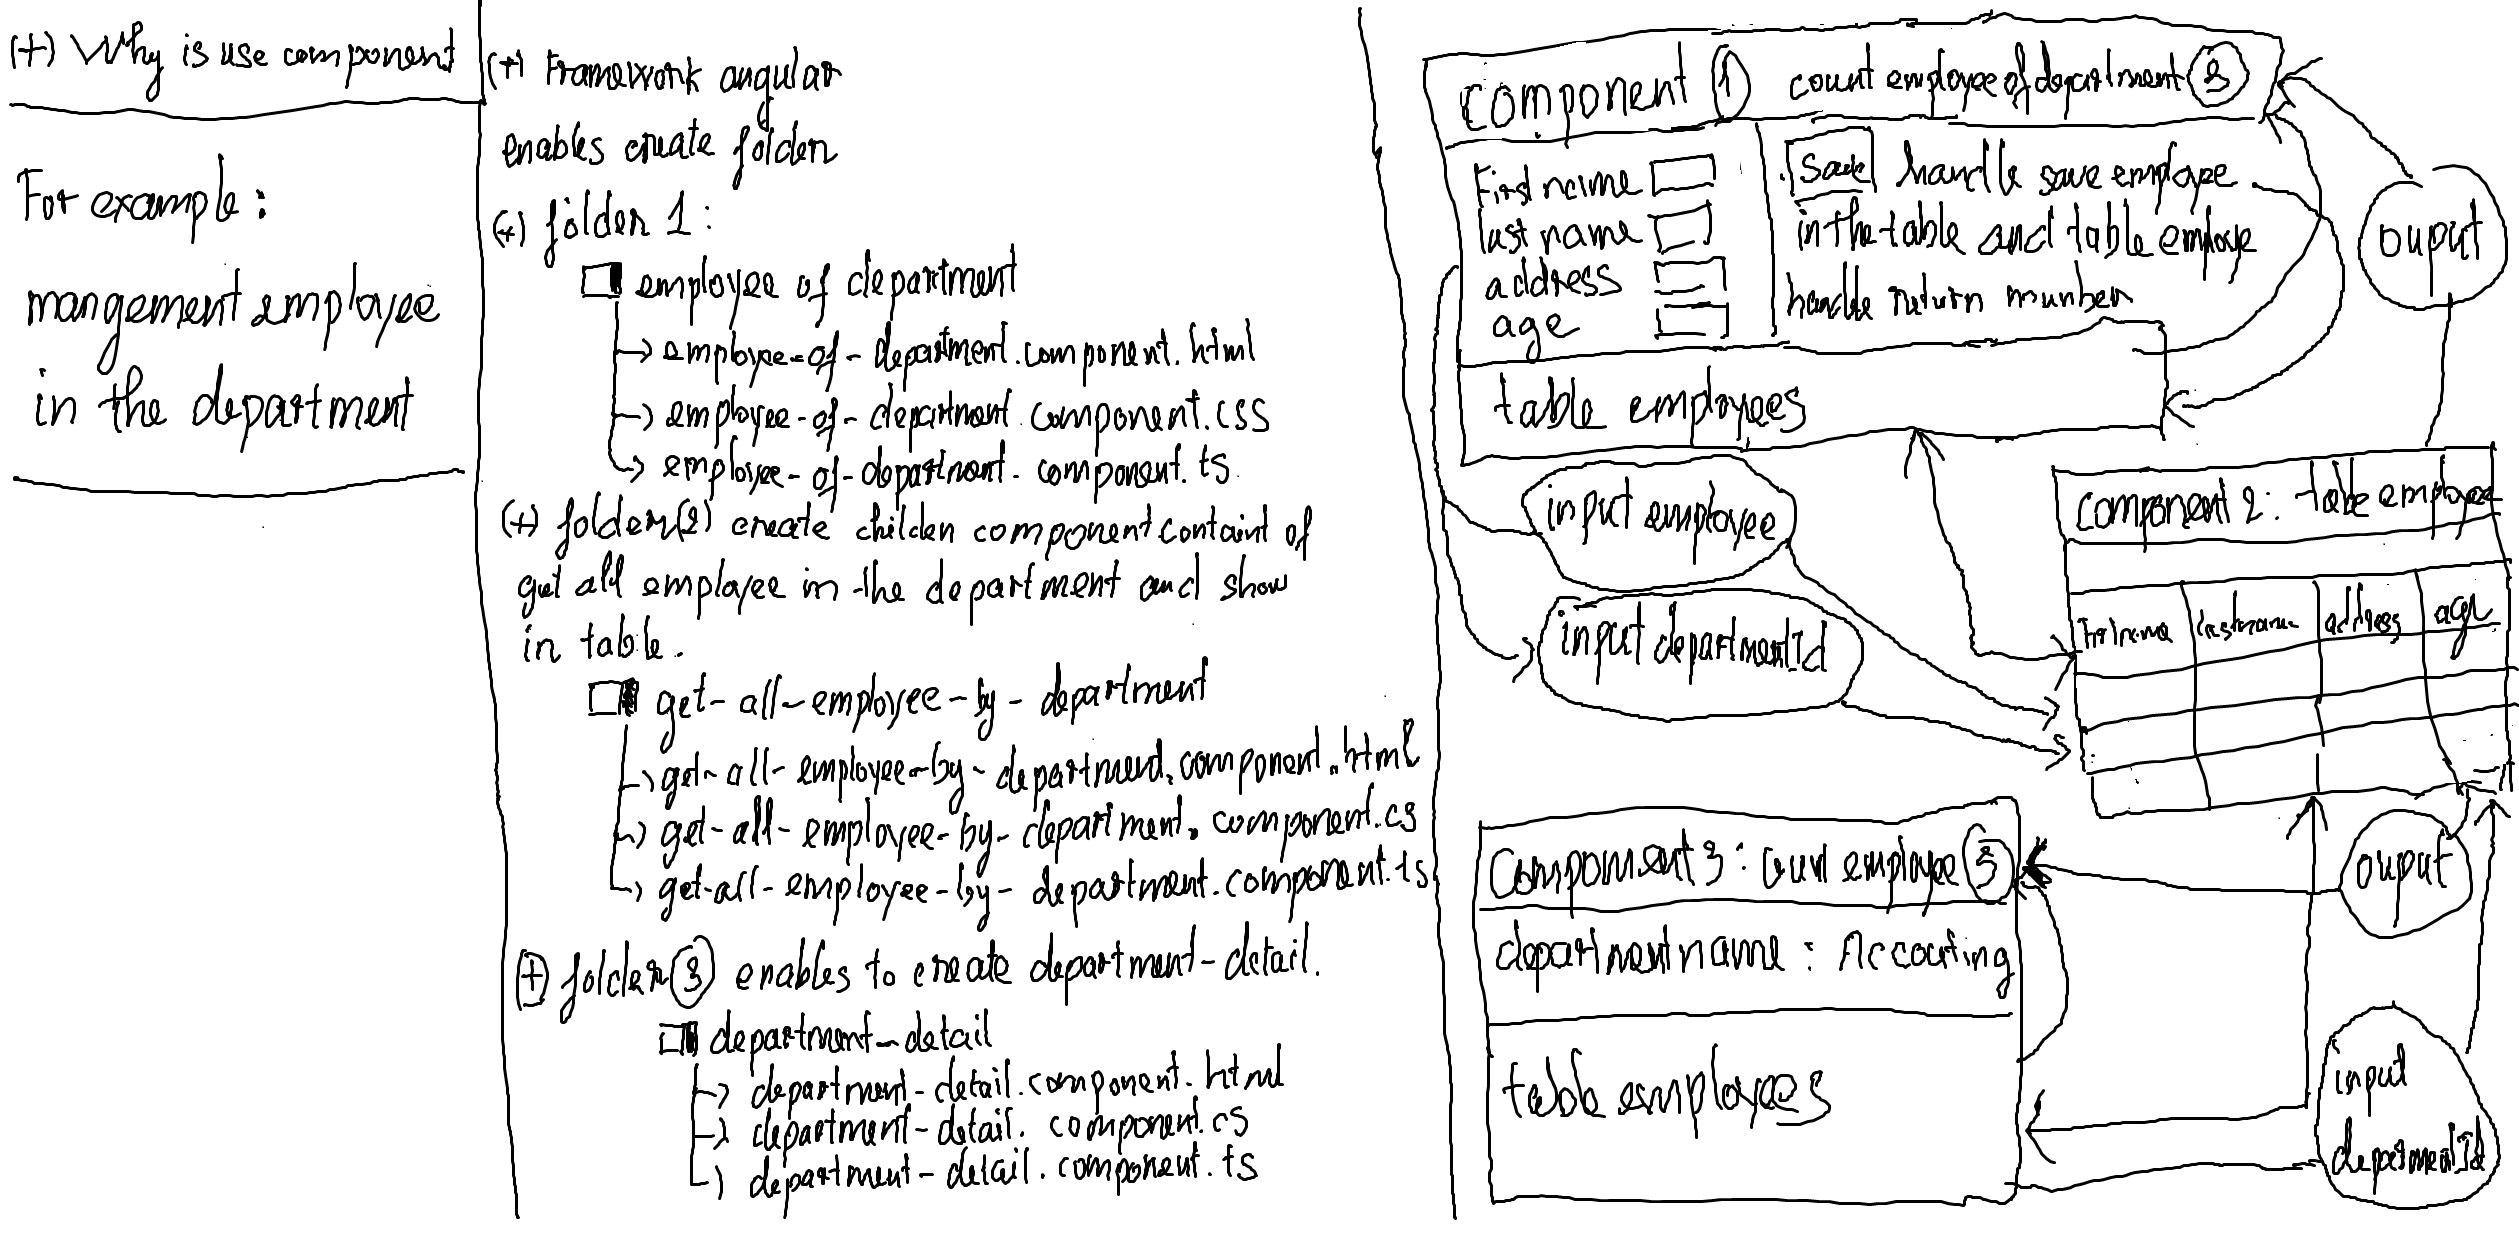 (+) Why is use component
For example:
mangement employee
in the department
(+) Framework angular
enables create folder
(+) folder 1:
employee of department
employee-of-department.component.html
employee-of-department.component.css
employee-of-department.component.ts
(+) folder(2) create childen component containt of
get all employee in the department and show
in table.
get-all-employee-by-department
get-all-employee-by-department.component.html
get-all-employee-by-department.component.cs
get-all-employee-by-department.component.ts
(+) folder (3) enables to create department-detail.
department-detail
department-detail.component.html
department-detail.component.cs
department-detail.component.ts
component 1 count employee of department
First name
last name
address
age
Save handle save employee
in the table and table employe
handle return number
table employees
ouput
input employee
input departmentId
component 2: table employee
lastname address age
ouput
component 3: employee
department name: Accouting
table employees
input
departmentId